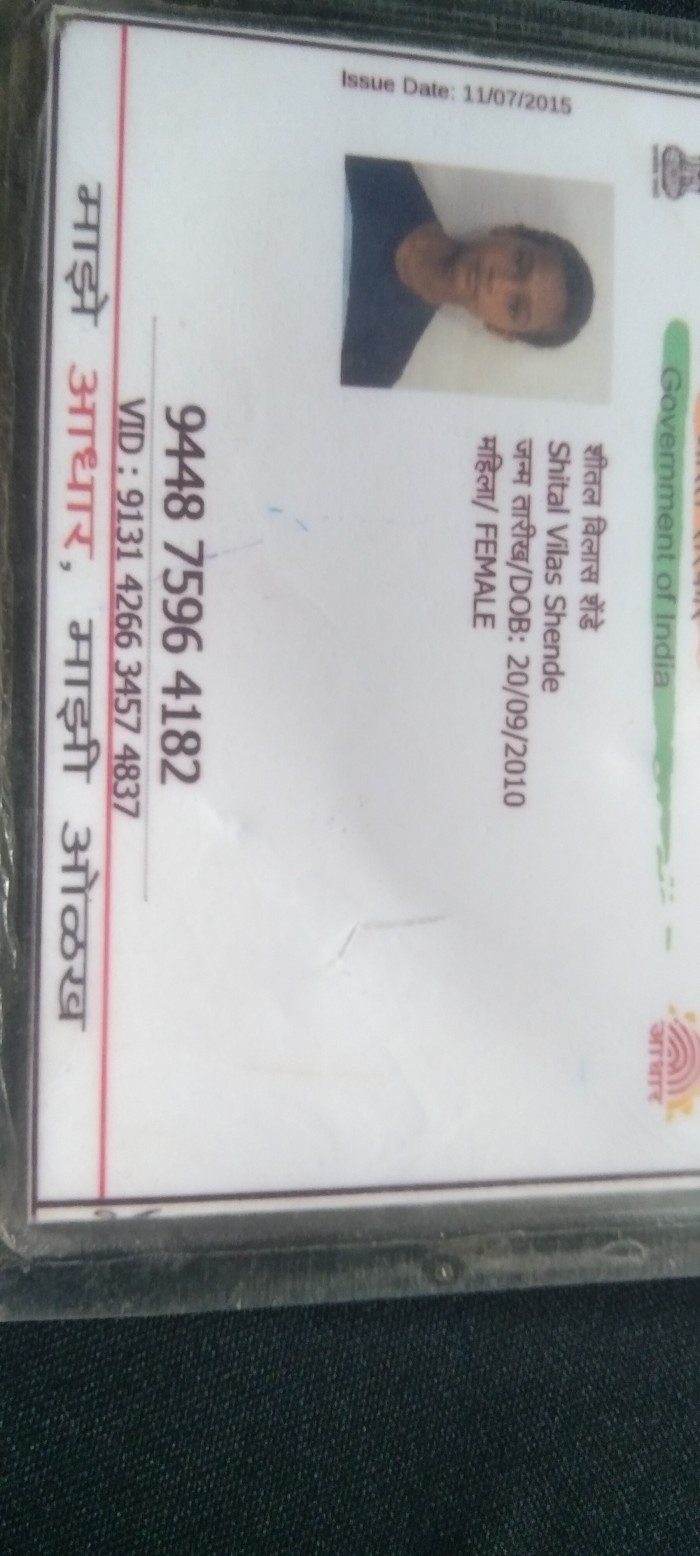 Government of India
आधार
Issue Date: 11/07/2015
शीतल विलास शेंडे
Shital Vilas Shende
जन्म तारीख/DOB: 20/09/2010
महिला/ FEMALE
9448 7596 4182
VID : 9131 4266 3457 4837
माझे आधार, माझी ओळख